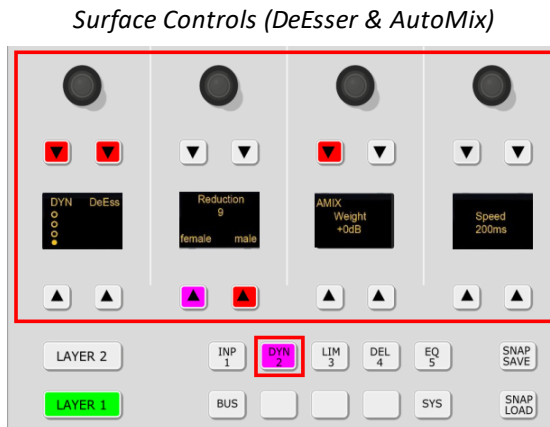 Surface Controls (DeEsser & AutoMix)
DYN DeEss
Reduction
9
female male
AMIX
Weight
+0dB
Speed
200ms
LAYER 2
INP
1
DYN
2
LIM
3
DEL
4
EQ
5
SNAP
SAVE
LAYER 1
BUS
SYS
SNAP
LOAD